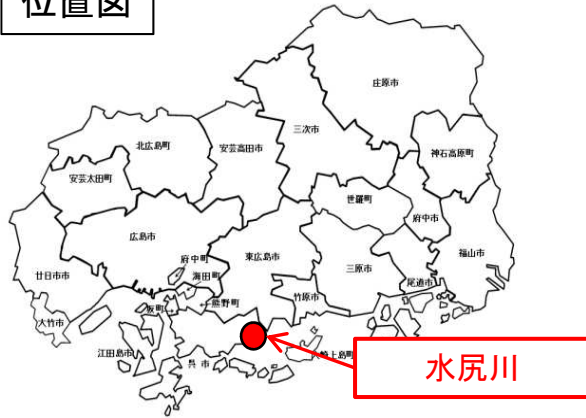 位置図
庄原市
三次市
北広島町
安芸高田市
神石高原町
安芸太田町
世羅町
府中市
広島市
東広島市
三原市
福山市
府中町
尾道市
廿日市市
海田町
竹原市
熊野町
坂町
大竹市
江田島市
呉市
上島町
水尻川